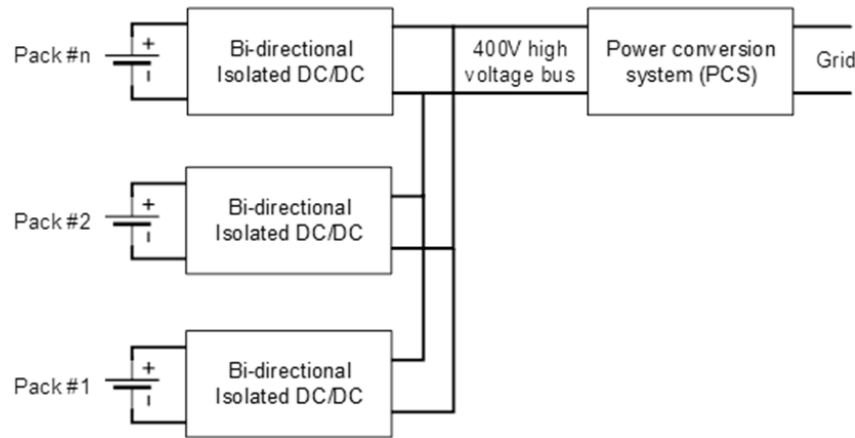 Pack #n
+
Bi-directional
Isolated DC/DC
400V high
voltage bus
Power conversion
system (PCS)
Grid
Pack #2
+
Bi-directional
Isolated DC/DC
Pack #1
+
Bi-directional
Isolated DC/DC